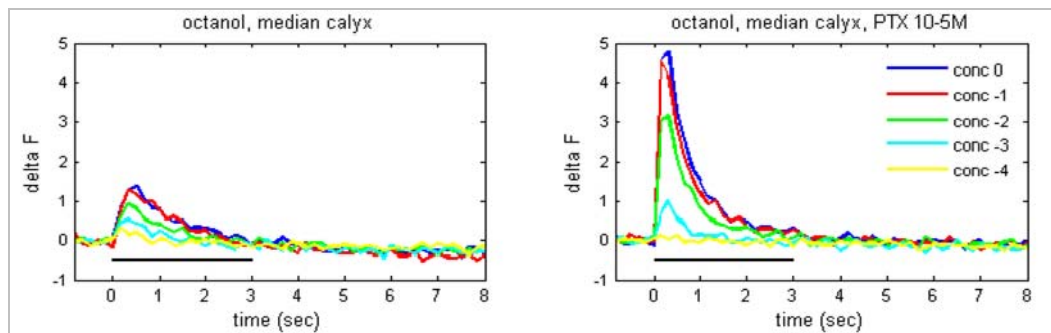 octanol, median calyx
5
4
3
2
1
0
-1
delta F
0 1 2 3 4 5 6 7 8
time (sec)
octanol, median calyx, PTX 10-5M
5
4
3
2
1
0
-1
delta F
conc 0
conc -1
conc -2
conc -3
conc -4
0 1 2 3 4 5 6 7 8
time (sec)